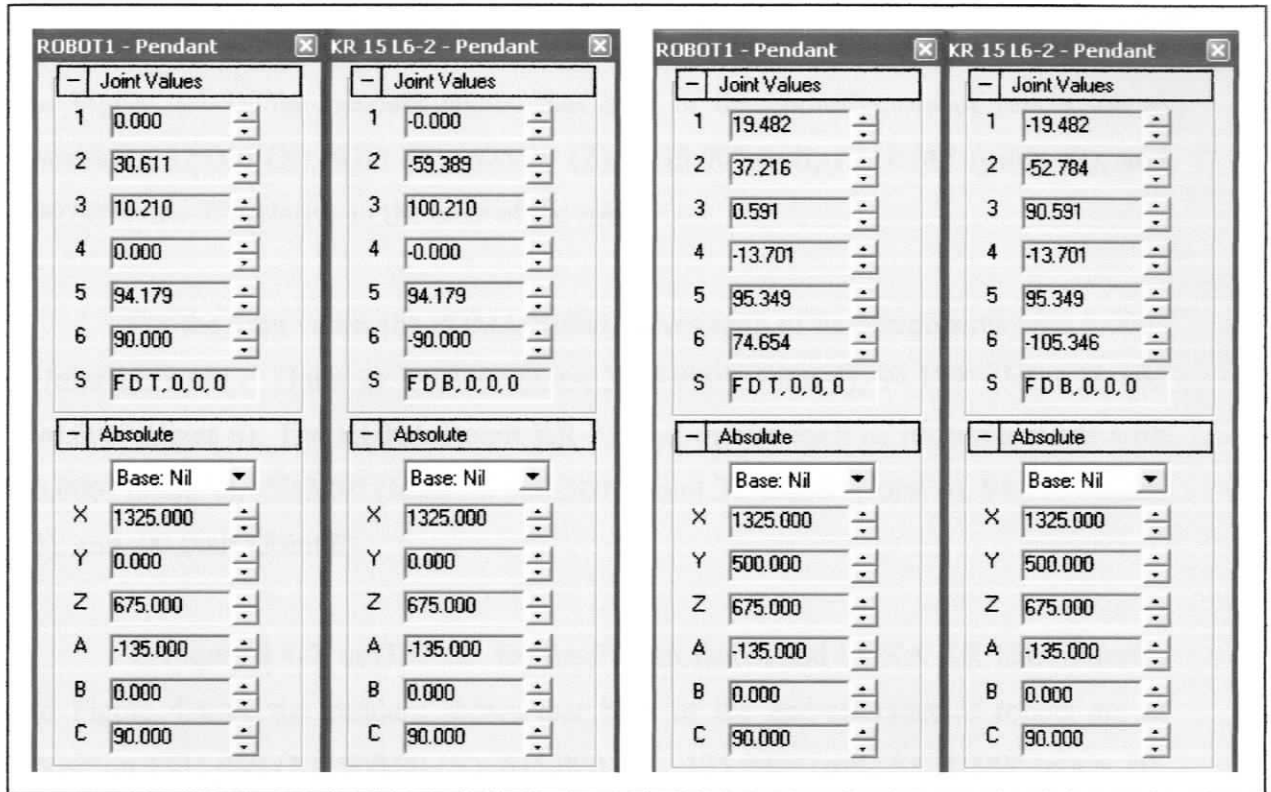 ROBOT1 - Pendant
− Joint Values
1 0.000
2 30.611
3 10.210
4 0.000
5 94.179
6 90.000
S F D T, 0, 0, 0
− Absolute
Base: Nil
X 1325.000
Y 0.000
Z 675.000
A -135.000
B 0.000
C 90.000
KR 15 L6-2 - Pendant
− Joint Values
1 -0.000
2 -59.389
3 100.210
4 -0.000
5 94.179
6 -90.000
S F D B, 0, 0, 0
− Absolute
Base: Nil
X 1325.000
Y 0.000
Z 675.000
A -135.000
B 0.000
C 90.000
ROBOT1 - Pendant
− Joint Values
1 19.482
2 37.216
3 0.591
4 -13.701
5 95.349
6 74.654
S F D T, 0, 0, 0
− Absolute
Base: Nil
X 1325.000
Y 500.000
Z 675.000
A -135.000
B 0.000
C 90.000
KR 15 L6-2 - Pendant
− Joint Values
1 -19.482
2 -52.784
3 90.591
4 -13.701
5 95.349
6 -105.346
S F D B, 0, 0, 0
− Absolute
Base: Nil
X 1325.000
Y 500.000
Z 675.000
A -135.000
B 0.000
C 90.000